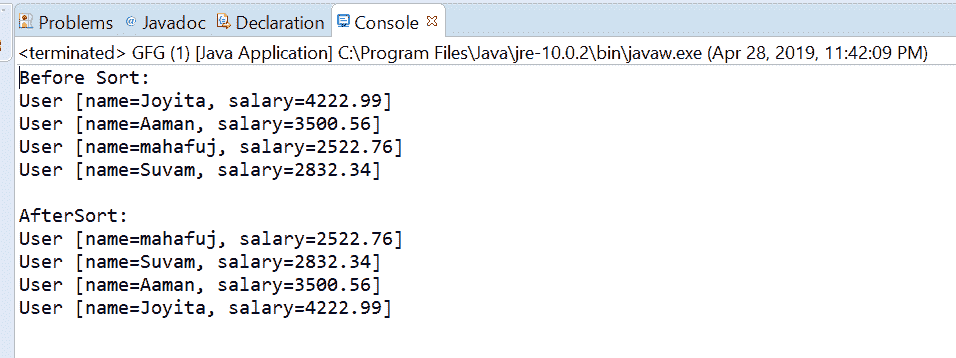 Problems @ Javadoc Declaration Console
<terminated> GFG (1) [Java Application] C:\Program Files\Java\jre-10.0.2\bin\javaw.exe (Apr 28, 2019, 11:42:09 PM)
Before Sort:
User [name=Joyita, salary=4222.99]
User [name=Aaman, salary=3500.56]
User [name=mahafuj, salary=2522.76]
User [name=Suvam, salary=2832.34]

AfterSort:
User [name=mahafuj, salary=2522.76]
User [name=Suvam, salary=2832.34]
User [name=Aaman, salary=3500.56]
User [name=Joyita, salary=4222.99]